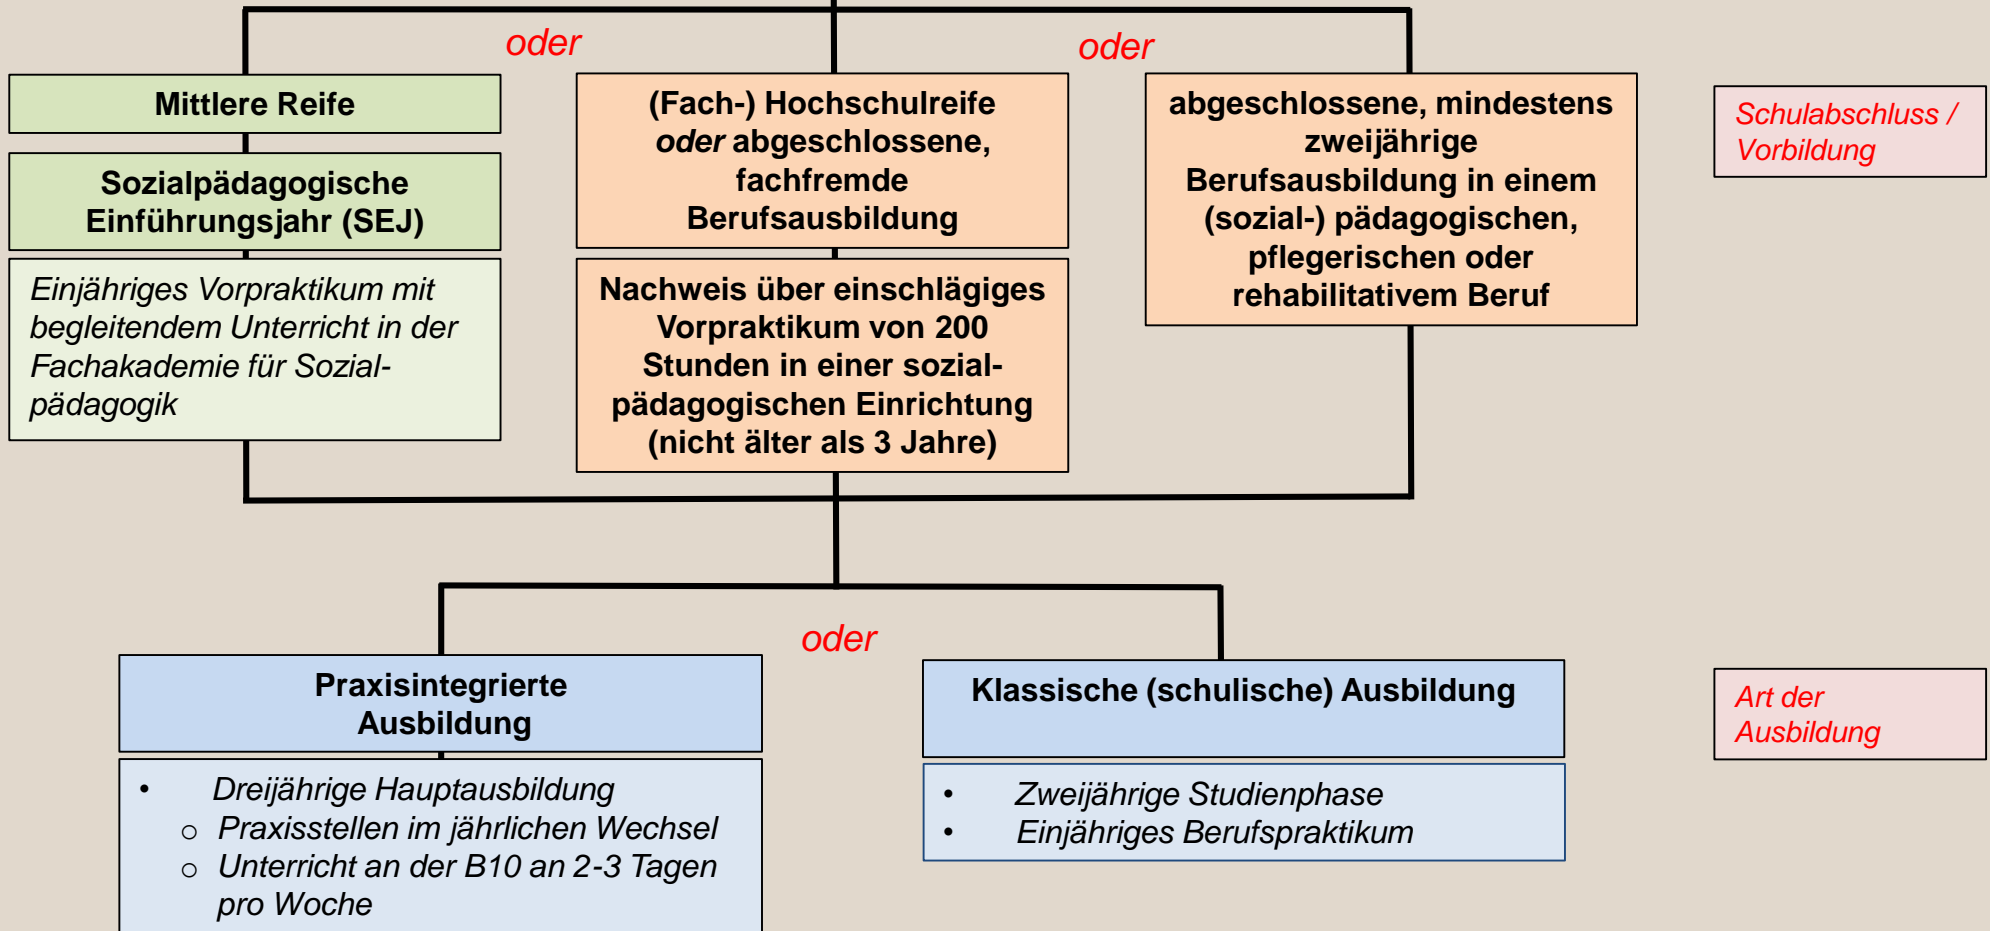 oder
oder
Mittlere Reife
Sozialpädagogische
Einführungsjahr (SEJ)
Einjähriges Vorpraktikum mit
begleitendem Unterricht in der
Fachakademie für Sozial-
pädagogik
(Fach-) Hochschulreife
oder abgeschlossene,
fachfremde
Berufsausbildung
Nachweis über einschlägiges
Vorpraktikum von 200
Stunden in einer sozial-
pädagogischen Einrichtung
(nicht älter als 3 Jahre)
abgeschlossene, mindestens
zweijährige
Berufsausbildung in einem
(sozial-) pädagogischen,
pflegerischen oder
rehabilitativem Beruf
Schulabschluss /
Vorbildung
oder
Praxisintegrierte
Ausbildung
• Dreijährige Hauptausbildung
o Praxisstellen im jährlichen Wechsel
o Unterricht an der B10 an 2-3 Tagen
pro Woche
Klassische (schulische) Ausbildung
• Zweijährige Studienphase
• Einjähriges Berufspraktikum
Art der
Ausbildung